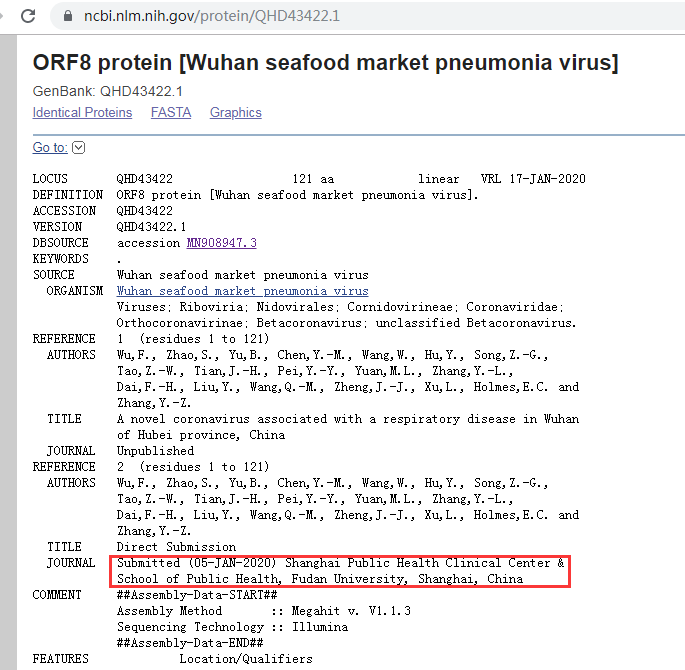 ncbi.nlm.nih.gov/protein/QHD43422.1
ORF8 protein [Wuhan seafood market pneumonia virus]
GenBank: QHD43422.1
Identical Proteins FASTA Graphics
Go to:
LOCUS QHD43422 121 aa linear VRL 17-JAN-2020
DEFINITION ORF8 protein [Wuhan seafood market pneumonia virus].
ACCESSION QHD43422
VERSION QHD43422.1
DBSOURCE accession MN908947.3
KEYWORDS .
SOURCE Wuhan seafood market pneumonia virus
ORGANISM Wuhan seafood market pneumonia virus
Viruses; Riboviria; Nidovirales; Cornidovirineae; Coronaviridae;
Orthocoronavirinae; Betacoronavirus; unclassified Betacoronavirus.
REFERENCE 1 (residues 1 to 121)
AUTHORS Wu,F., Zhao,S., Yu,B., Chen,Y.-M., Wang,W., Hu,Y., Song,Z.-G.,
Tao,Z.-W., Tian,J.-H., Pei,Y.-Y., Yuan,M.L., Zhang,Y.-L.,
Dai,F.-H., Liu,Y., Wang,Q.-M., Zheng,J.-J., Xu,L., Holmes,E.C. and
Zhang,Y.-Z.
TITLE A novel coronavirus associated with a respiratory disease in Wuhan
of Hubei province, China
JOURNAL Unpublished
REFERENCE 2 (residues 1 to 121)
AUTHORS Wu,F., Zhao,S., Yu,B., Chen,Y.-M., Wang,W., Hu,Y., Song,Z.-G.,
Tao,Z.-W., Tian,J.-H., Pei,Y.-Y., Yuan,M.L., Zhang,Y.-L.,
Dai,F.-H., Liu,Y., Wang,Q.-M., Zheng,J.-J., Xu,L., Holmes,E.C. and
Zhang,Y.-Z.
TITLE Direct Submission
JOURNAL Submitted (05-JAN-2020) Shanghai Public Health Clinical Center &
School of Public Health, Fudan University, Shanghai, China
COMMENT ##Assembly-Data-START##
Assembly Method :: Megahit v. V1.1.3
Sequencing Technology :: Illumina
##Assembly-Data-END##
FEATURES Location/Qualifiers